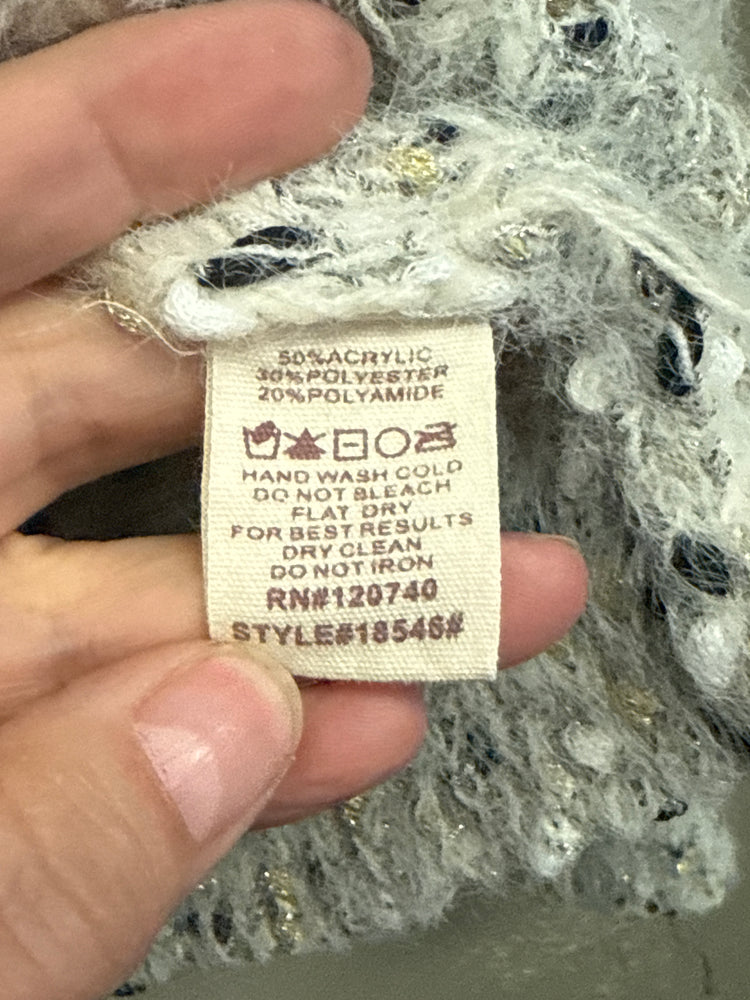 50%ACRYLIC
30%POLYESTER
20%POLYAMIDE
HAND WASH COLD
DO NOT BLEACH
FLAT DRY
FOR BEST RESULTS
DRY CLEAN
DO NOT IRON
RN#120740
STYLE#18546#